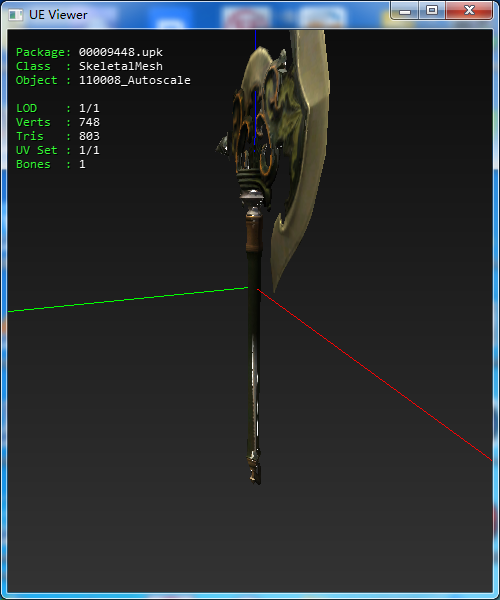 UE Viewer
Package: 00009448.upk
Class : SkeletalMesh
Object : 110008_Autoscale
LOD : 1/1
Verts : 748
Tris : 803
UV Set : 1/1
Bones : 1